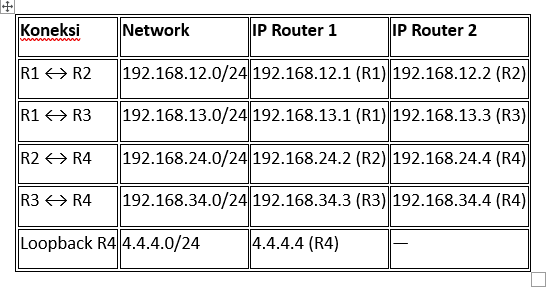 Koneksi Network IP Router 1 IP Router 2
R1 ↔ R2 192.168.12.0/24 192.168.12.1 (R1) 192.168.12.2 (R2)
R1 ↔ R3 192.168.13.0/24 192.168.13.1 (R1) 192.168.13.3 (R3)
R2 ↔ R4 192.168.24.0/24 192.168.24.2 (R2) 192.168.24.4 (R4)
R3 ↔ R4 192.168.34.0/24 192.168.34.3 (R3) 192.168.34.4 (R4)
Loopback R4 4.4.4.0/24 4.4.4.4 (R4) —